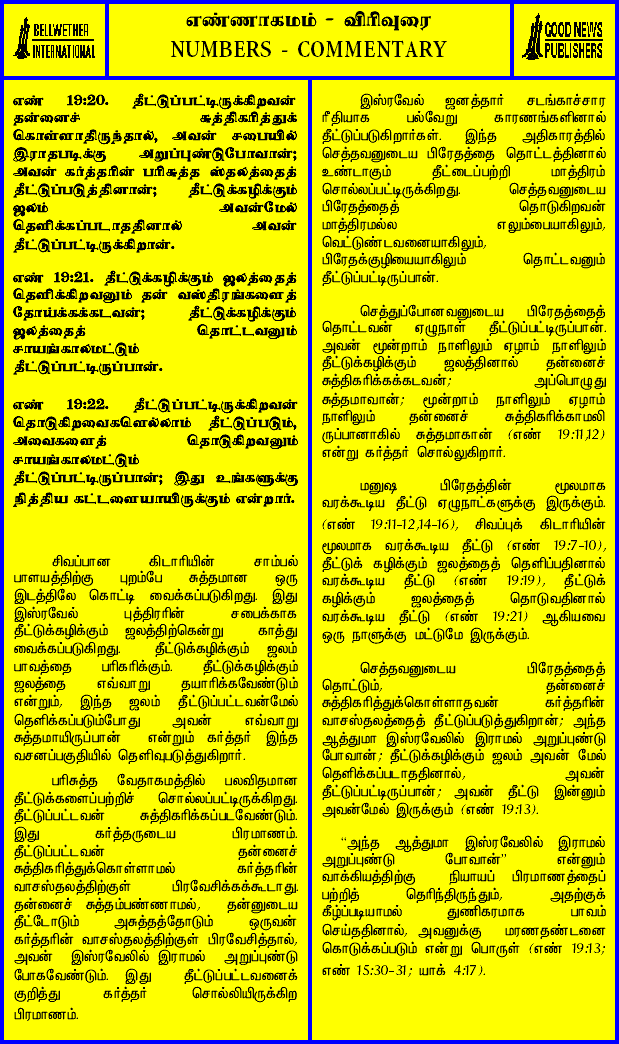 BELLWETHER
INTERNATIONAL
எண்ணாகமம் - விரிவுரை
NUMBERS - COMMENTARY
GOOD NEWS
PUBLISHERS
எண் 19:20. தீட்டுப்பட்டிருக்கிறவன்
தன்னைச் சுத்திகரித்துக்
கொள்ளாதிருந்தால், அவன் சபையில்
இராதபடிக்கு அறுப்புண்டுபோவான்;
அவன் கர்த்தரின் பரிசுத்த ஸ்தலத்தைத்
தீட்டுப்படுத்தினான்; தீட்டுக்கழிக்கும்
ஜலம் அவன்மேல்
தெளிக்கப்படாததினால் அவன்
தீட்டுப்பட்டிருக்கிறான்.
எண் 19:21. தீட்டுக்கழிக்கும் ஜலத்தைத்
தெளிக்கிறவனும் தன் வஸ்திரங்களைத்
தோய்க்கக்கடவன்; தீட்டுக்கழிக்கும்
ஜலத்தைத் தொட்டவனும்
சாயங்காலமட்டும்
தீட்டுப்பட்டிருப்பான்.
எண் 19:22. தீட்டுப்பட்டிருக்கிறவன்
தொடுகிறவைகளெல்லாம் தீட்டுப்படும்,
அவைகளைத் தொடுகிறவனும்
சாயங்காலமட்டும்
தீட்டுப்பட்டிருப்பான்; இது உங்களுக்கு
நித்திய கட்டளையாயிருக்கும் என்றார்.
சிவப்பான கிடாரியின் சாம்பல்
பாளயத்திற்கு புறம்பே சுத்தமான ஒரு
இடத்திலே கொட்டி வைக்கப்படுகிறது. இது
இஸ்ரவேல் புத்திரரின் சபைக்காக
தீட்டுக்கழிக்கும் ஜலத்திற்கென்று காத்து
வைக்கப்படுகிறது. தீட்டுக்கழிக்கும் ஜலம்
பாவத்தை பரிகரிக்கும். தீட்டுக்கழிக்கும்
ஜலத்தை எவ்வாறு தயாரிக்கவேண்டும்
என்றும், இந்த ஜலம் தீட்டுப்பட்டவன்மேல்
தெளிக்கப்படும்போது அவன் எவ்வாறு
சுத்தமாயிருப்பான் என்றும் கர்த்தர் இந்த
வசனப்பகுதியில் தெளிவுபடுத்துகிறார்.
பரிசுத்த வேதாகமத்தில் பலவிதமான
தீட்டுக்களைப்பற்றிச் சொல்லப்பட்டிருக்கிறது.
தீட்டுப்பட்டவன் சுத்திகரிக்கப்படவேண்டும்.
இது கர்த்தருடைய பிரமாணம்.
தீட்டுப்பட்டவன் தன்னைச்
சுத்திகரித்துக்கொள்ளாமல் கர்த்தரின்
வாசஸ்தலத்திற்குள் பிரவேசிக்கக்கூடாது.
தன்னைச் சுத்தம்பண்ணாமல், தன்னுடைய
தீட்டோடும் அசுத்தத்தோடும் ஒருவன்
கர்த்தரின் வாசஸ்தலத்திற்குள் பிரவேசித்தால்,
அவன் இஸ்ரவேலில் இராமல் அறுப்புண்டு
போகவேண்டும். இது தீட்டுப்பட்டவனைக்
குறித்து கர்த்தர் சொல்லியிருக்கிற
பிரமாணம்.
இஸ்ரவேல் ஜனத்தார் சடங்காச்சார
ரீதியாக பல்வேறு காரணங்களினால்
தீட்டுப்படுகிறார்கள். இந்த அதிகாரத்தில்
செத்தவனுடைய பிரேதத்தை தொட்டத்தினால்
உண்டாகும் தீட்டைப்பற்றி மாத்திரம்
சொல்லப்பட்டிருக்கிறது. செத்தவனுடைய
பிரேதத்தைத் தொடுகிறவன்
மாத்திரமல்ல எலும்பையாகிலும்,
வெட்டுண்டவனையாகிலும்,
பிரேதக்குழியையாகிலும் தொட்டவனும்
தீட்டுப்பட்டிருப்பான்.
செத்துப்போனவனுடைய பிரேதத்தைத்
தொட்டவன் ஏழுநாள் தீட்டுப்பட்டிருப்பான்.
அவன் மூன்றாம் நாளிலும் ஏழாம் நாளிலும்
தீட்டுக்கழிக்கும் ஜலத்தினால் தன்னைச்
சுத்திகரிக்கக்கடவன்; அப்பொழுது
சுத்தமாவான்; மூன்றாம் நாளிலும் ஏழாம்
நாளிலும் தன்னைச் சுத்திகரிக்காமலி
ருப்பானாகில் சுத்தமாகான் (எண் 19:11,12)
என்று கர்த்தர் சொல்லுகிறார்.
மனுஷ பிரேதத்தின் மூலமாக
வரக்கூடிய தீட்டு ஏழுநாட்களுக்கு இருக்கும்.
(எண் 19:11-12,14-16), சிவப்புக் கிடாரியின்
மூலமாக வரக்கூடிய தீட்டு (எண் 19:7-10),
தீட்டுக் கழிக்கும் ஜலத்தைத் தெளிப்பதினால்
வரக்கூடிய தீட்டு (எண் 19:19), தீட்டுக்
கழிக்கும் ஜலத்தைத் தொடுவதினால்
வரக்கூடிய தீட்டு (எண் 19:21) ஆகியவை
ஒரு நாளுக்கு மட்டுமே இருக்கும்.
செத்தவனுடைய பிரேதத்தைத்
தொட்டும், தன்னைச்
சுத்திகரித்துக்கொள்ளாதவன் கர்த்தரின்
வாசஸ்தலத்தைத் தீட்டுப்படுத்துகிறான்; அந்த
ஆத்துமா இஸ்ரவேலில் இராமல் அறுப்புண்டு
போவான்; தீட்டுக்கழிக்கும் ஜலம் அவன் மேல்
தெளிக்கப்படாததினால், அவன்
தீட்டுப்பட்டிருப்பான்; அவன் தீட்டு இன்னும்
அவன்மேல் இருக்கும் (எண் 19:13).
“அந்த ஆத்துமா இஸ்ரவேலில் இராமல்
அறுப்புண்டு போவான்” என்னும்
வாக்கியத்திற்கு நியாயப் பிரமாணத்தைப்
பற்றித் தெரிந்திருந்தும், அதற்குக்
கீழ்ப்படியாமல் துணிகரமாக பாவம்
செய்ததினால், அவனுக்கு மரணதண்டனை
கொடுக்கப்படும் என்று பொருள் (எண் 19:13;
எண் 15:30-31; யாக் 4:17).